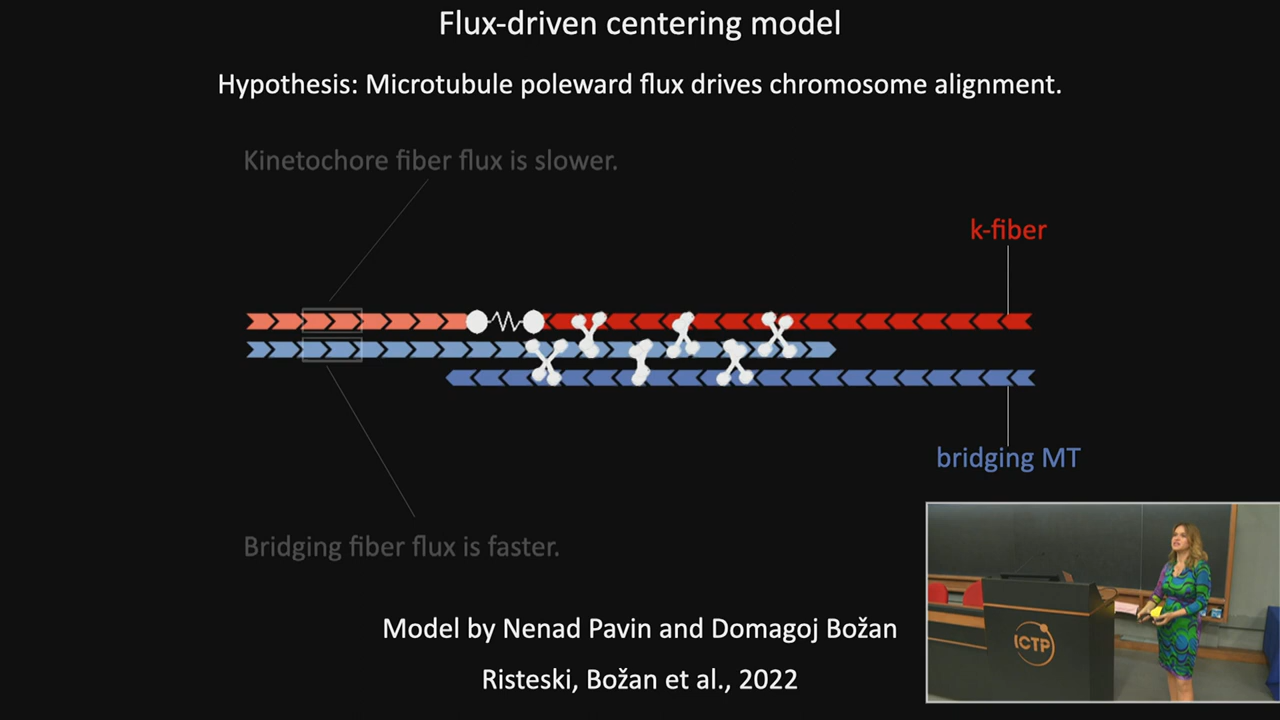 Flux-driven centering model
Hypothesis: Microtubule poleward flux drives chromosome alignment.
Kinetochore fiber flux is slower.
k-fiber
bridging MT
Bridging fiber flux is faster.
Model by Nenad Pavin and Domagoj Božan
Risteski, Božan et al., 2022
ICTP